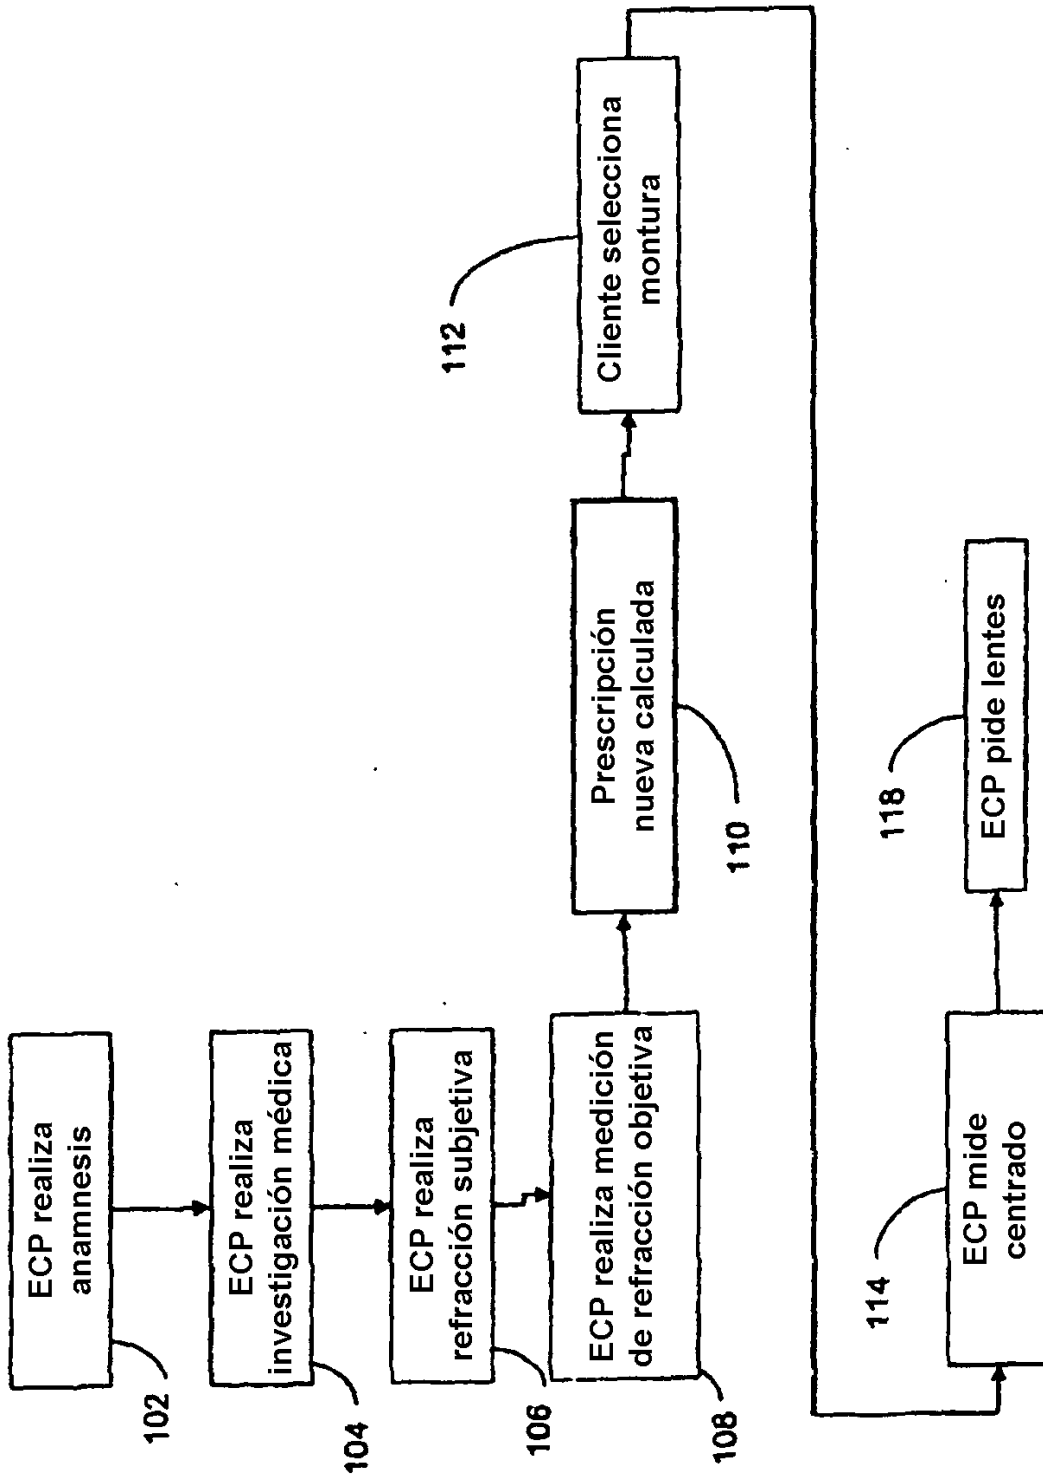 ECP realiza
anamnesis
102
ECP realiza
investigación médica
104
ECP realiza
refracción subjetiva
106
ECP realiza medición
de refracción objetiva
108
Prescripción
nueva calculada
110
Cliente selecciona
montura
112
ECP mide
centrado
114
ECP pide lentes
118